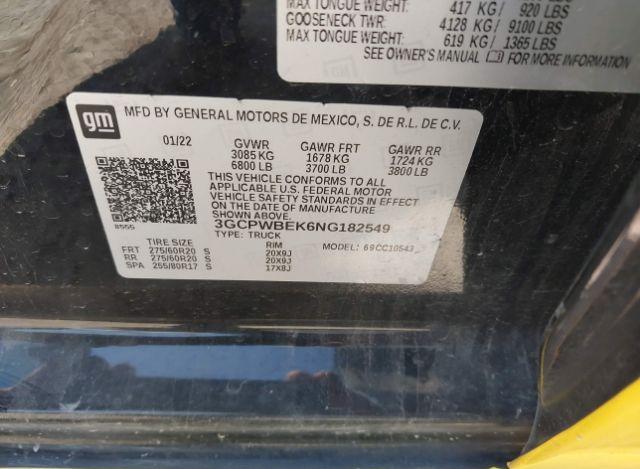 MAX TONGUE WEIGHT: 417 KG / 920 LBS
GOOSENECK TWR: 4128 KG / 9100 LBS
MAX TONGUE WEIGHT: 619 KG / 1365 LBS
SEE OWNER'S MANUAL FOR MORE INFORMATION
gm
MFD BY GENERAL MOTORS DE MEXICO, S. DE R.L. DE C.V.
01/22 GVWR GAWR FRT GAWR RR
3085 KG 1678 KG 1724 KG
6800 LB 3700 LB 3800 LB
THIS VEHICLE CONFORMS TO ALL
APPLICABLE U.S. FEDERAL MOTOR
VEHICLE SAFETY STANDARDS IN
EFFECT ON THE DATE OF
MANUFACTURE SHOWN ABOVE.
8555 3GCPWBEK6NG182549
TYPE: TRUCK
TIRE SIZE RIM MODEL: 69CC10543
FRT 275/60R20 S 20X9J
RR 275/60R20 S 20X9J
SPA 265/80R17 S 17X8J